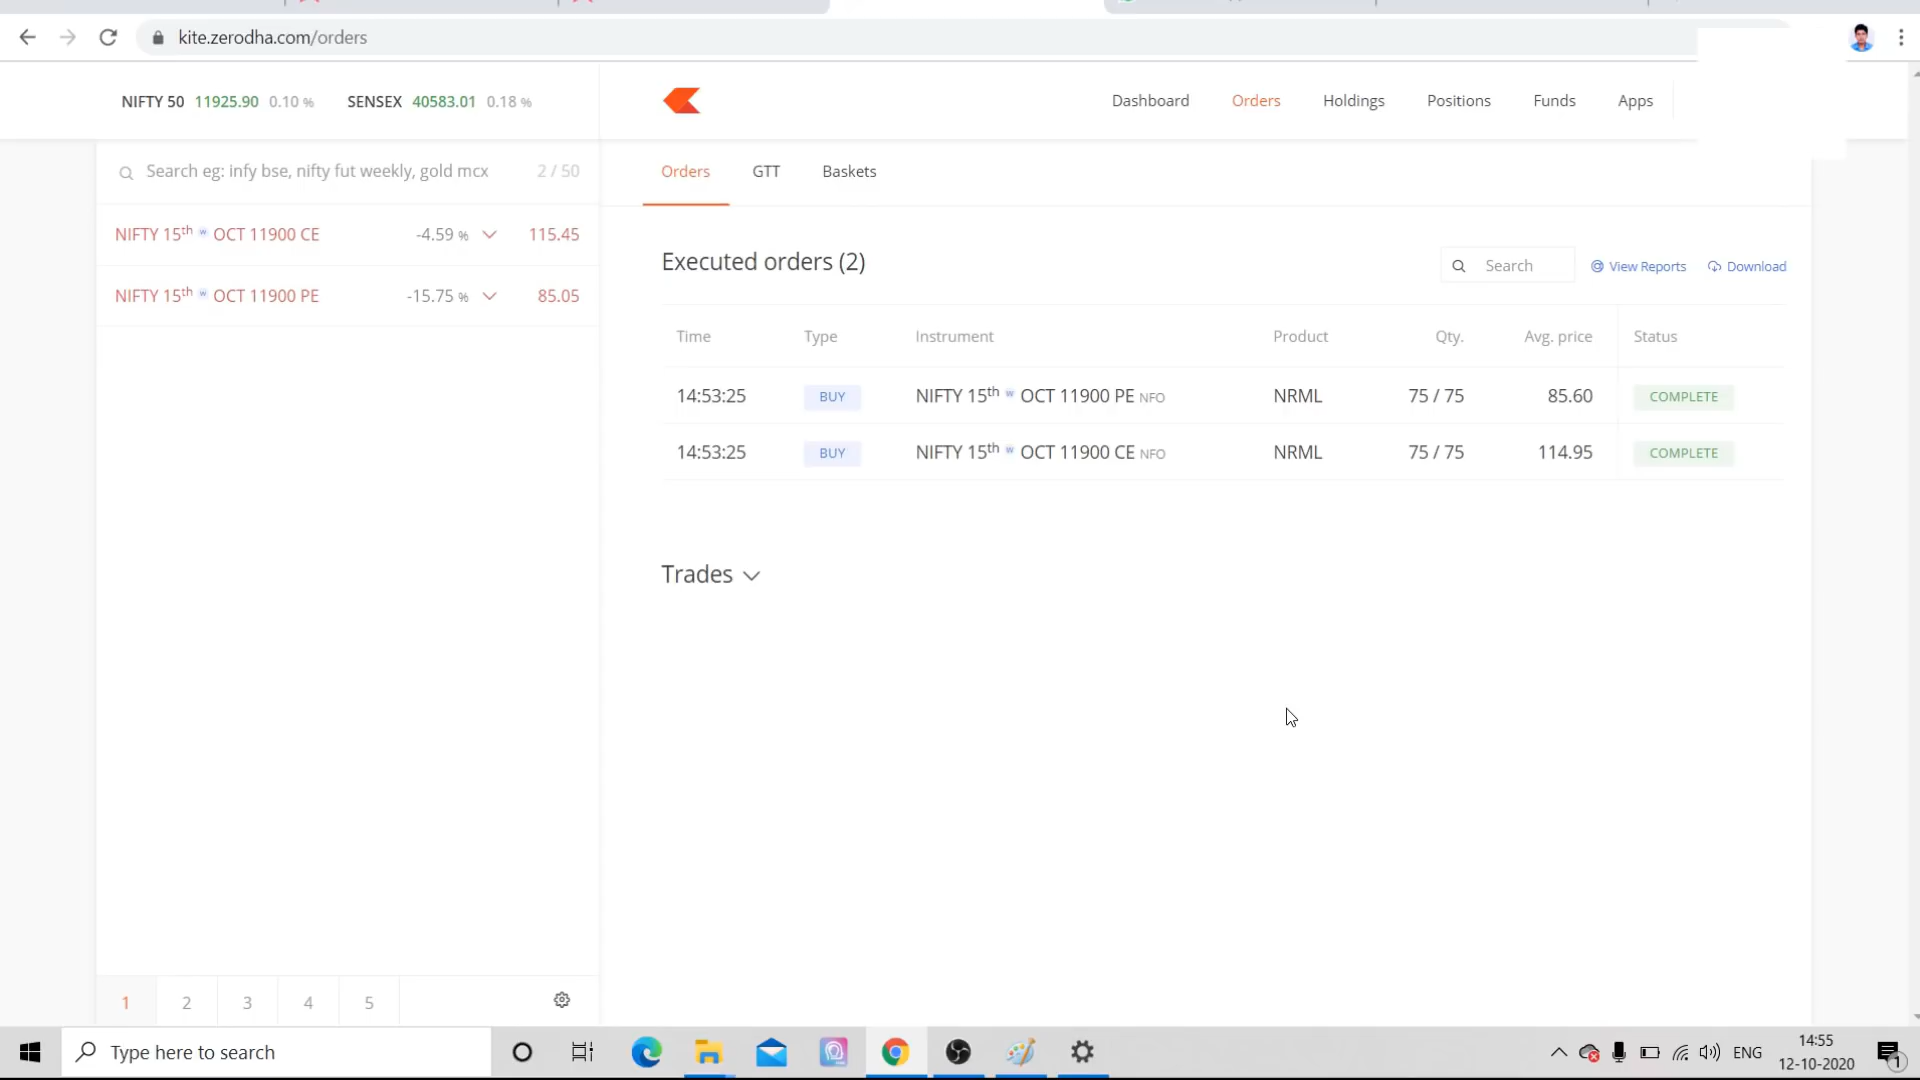 kite.zerodha.com/orders
NIFTY 50 11925.90 0.10 % SENSEX 40583.01 0.18 %
Dashboard Orders Holdings Positions Funds Apps
Search eg: infy bse, nifty fut weekly, gold mcx 2 / 50
Orders GTT Baskets
NIFTY 15th w OCT 11900 CE -4.59 % 115.45
NIFTY 15th w OCT 11900 PE -15.75 % 85.05
Executed orders (2) Search View Reports Download
Time Type Instrument Product Qty. Avg. price Status
14:53:25 BUY NIFTY 15th w OCT 11900 PE NFO NRML 75 / 75 85.60 COMPLETE
14:53:25 BUY NIFTY 15th w OCT 11900 CE NFO NRML 75 / 75 114.95 COMPLETE
Trades
1 2 3 4 5
Type here to search ENG 14:55
12-10-2020 1